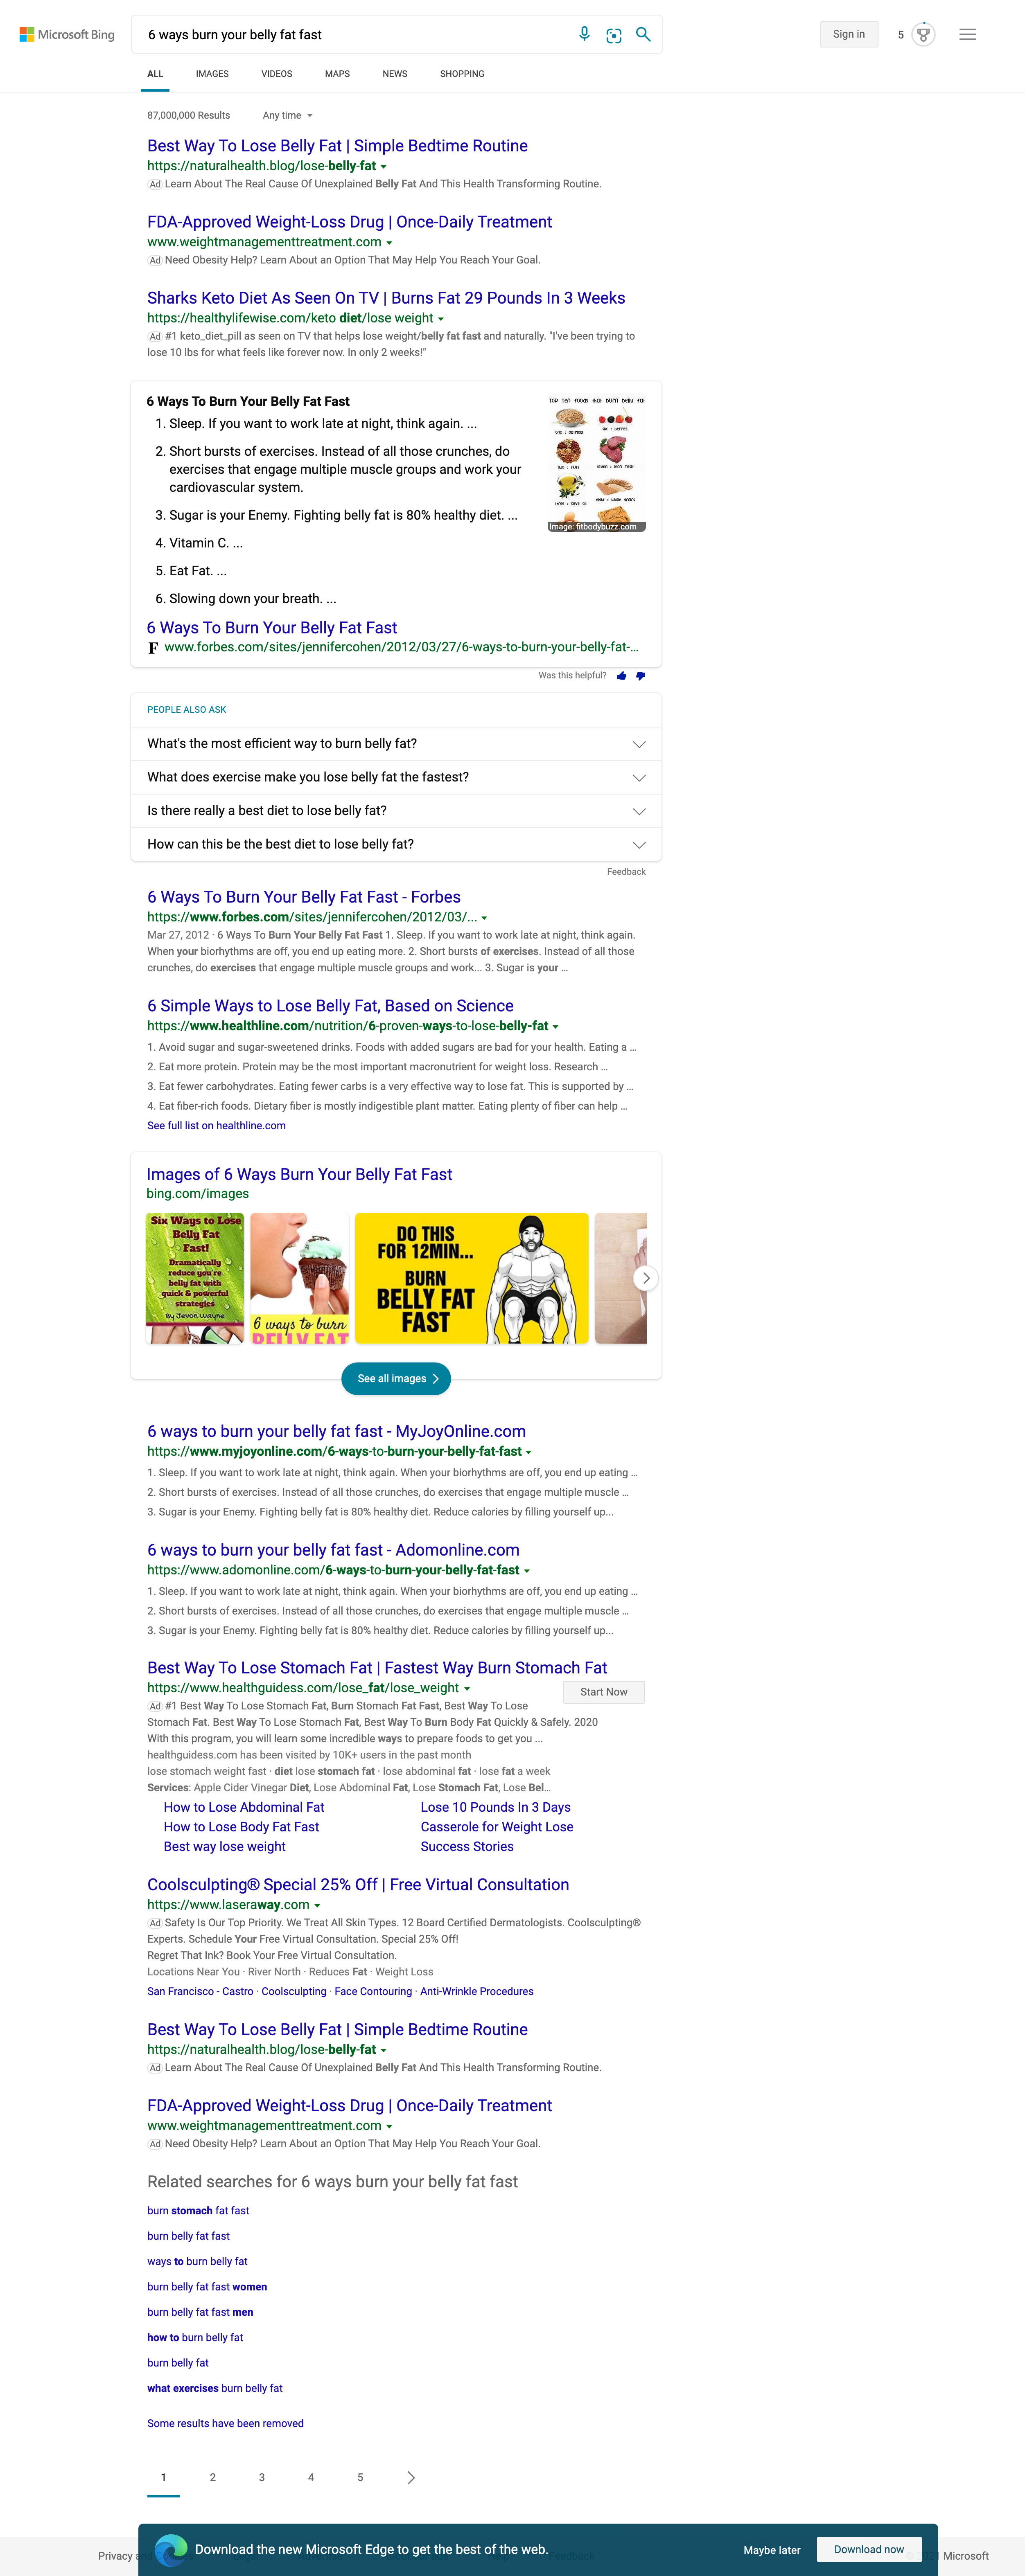 Microsoft Bing
6 ways burn your belly fat fast
Sign in
5
ALL
IMAGES
VIDEOS
MAPS
NEWS
SHOPPING
87,000,000 Results
Any time
Best Way To Lose Belly Fat | Simple Bedtime Routine
https://naturalhealth.blog/lose-belly-fat
Ad Learn About The Real Cause Of Unexplained Belly Fat And This Health Transforming Routine.
FDA-Approved Weight-Loss Drug | Once-Daily Treatment
www.weightmanagementtreatment.com
Ad Need Obesity Help? Learn About an Option That May Help You Reach Your Goal.
Sharks Keto Diet As Seen On TV | Burns Fat 29 Pounds In 3 Weeks
https://healthylifewise.com/keto diet/lose weight
Ad #1 keto_diet_pill as seen on TV that helps lose weight/belly fat fast and naturally. "I've been trying to
lose 10 lbs for what feels like forever now. In only 2 weeks!"
6 Ways To Burn Your Belly Fat Fast
1. Sleep. If you want to work late at night, think again. ...
2. Short bursts of exercises. Instead of all those crunches, do
exercises that engage multiple muscle groups and work your
cardiovascular system.
3. Sugar is your Enemy. Fighting belly fat is 80% healthy diet. ...
4. Vitamin C. ...
5. Eat Fat. ...
6. Slowing down your breath. ...
TOP TEN FOODS THAT BURN BELLY FAT
Image: fitbodybuzz.com
6 Ways To Burn Your Belly Fat Fast
F www.forbes.com/sites/jennifercohen/2012/03/27/6-ways-to-burn-your-belly-fat-...
Was this helpful?
PEOPLE ALSO ASK
What's the most efficient way to burn belly fat?
What does exercise make you lose belly fat the fastest?
Is there really a best diet to lose belly fat?
How can this be the best diet to lose belly fat?
Feedback
6 Ways To Burn Your Belly Fat Fast - Forbes
https://www.forbes.com/sites/jennifercohen/2012/03/...
Mar 27, 2012 · 6 Ways To Burn Your Belly Fat Fast 1. Sleep. If you want to work late at night, think again.
When your biorhythms are off, you end up eating more. 2. Short bursts of exercises. Instead of all those
crunches, do exercises that engage multiple muscle groups and work... 3. Sugar is your ...
6 Simple Ways to Lose Belly Fat, Based on Science
https://www.healthline.com/nutrition/6-proven-ways-to-lose-belly-fat
1. Avoid sugar and sugar-sweetened drinks. Foods with added sugars are bad for your health. Eating a ...
2. Eat more protein. Protein may be the most important macronutrient for weight loss. Research ...
3. Eat fewer carbohydrates. Eating fewer carbs is a very effective way to lose fat. This is supported by ...
4. Eat fiber-rich foods. Dietary fiber is mostly indigestible plant matter. Eating plenty of fiber can help ...
See full list on healthline.com
Images of 6 Ways Burn Your Belly Fat Fast
bing.com/images
Six Ways to Lose
Belly Fat
Fast!
Dramatically
reduce you're
belly fat with
quick & powerful
strategies
By Jevon Wayne
6 ways to burn
BELLY FAT
DO THIS
FOR 12MIN...
BURN
BELLY FAT
FAST
See all images
6 ways to burn your belly fat fast - MyJoyOnline.com
https://www.myjoyonline.com/6-ways-to-burn-your-belly-fat-fast
1. Sleep. If you want to work late at night, think again. When your biorhythms are off, you end up eating ...
2. Short bursts of exercises. Instead of all those crunches, do exercises that engage multiple muscle ...
3. Sugar is your Enemy. Fighting belly fat is 80% healthy diet. Reduce calories by filling yourself up...
6 ways to burn your belly fat fast - Adomonline.com
https://www.adomonline.com/6-ways-to-burn-your-belly-fat-fast
1. Sleep. If you want to work late at night, think again. When your biorhythms are off, you end up eating ...
2. Short bursts of exercises. Instead of all those crunches, do exercises that engage multiple muscle ...
3. Sugar is your Enemy. Fighting belly fat is 80% healthy diet. Reduce calories by filling yourself up...
Best Way To Lose Stomach Fat | Fastest Way Burn Stomach Fat
https://www.healthguidess.com/lose_fat/lose_weight
Start Now
Ad #1 Best Way To Lose Stomach Fat, Burn Stomach Fat Fast, Best Way To Lose
Stomach Fat. Best Way To Lose Stomach Fat, Best Way To Burn Body Fat Quickly & Safely. 2020
With this program, you will learn some incredible ways to prepare foods to get you ...
healthguidess.com has been visited by 10K+ users in the past month
lose stomach weight fast · diet lose stomach fat · lose abdominal fat · lose fat a week
Services: Apple Cider Vinegar Diet, Lose Abdominal Fat, Lose Stomach Fat, Lose Bel...
How to Lose Abdominal Fat
Lose 10 Pounds In 3 Days
How to Lose Body Fat Fast
Casserole for Weight Lose
Best way lose weight
Success Stories
Coolsculpting® Special 25% Off | Free Virtual Consultation
https://www.laseraway.com
Ad Safety Is Our Top Priority. We Treat All Skin Types. 12 Board Certified Dermatologists. Coolsculpting®
Experts. Schedule Your Free Virtual Consultation. Special 25% Off!
Regret That Ink? Book Your Free Virtual Consultation.
Locations Near You · River North · Reduces Fat · Weight Loss
San Francisco - Castro · Coolsculpting · Face Contouring · Anti-Wrinkle Procedures
Best Way To Lose Belly Fat | Simple Bedtime Routine
https://naturalhealth.blog/lose-belly-fat
Ad Learn About The Real Cause Of Unexplained Belly Fat And This Health Transforming Routine.
FDA-Approved Weight-Loss Drug | Once-Daily Treatment
www.weightmanagementtreatment.com
Ad Need Obesity Help? Learn About an Option That May Help You Reach Your Goal.
Related searches for 6 ways burn your belly fat fast
burn stomach fat fast
burn belly fat fast
ways to burn belly fat
burn belly fat fast women
burn belly fat fast men
how to burn belly fat
burn belly fat
what exercises burn belly fat
Some results have been removed
1
2
3
4
5
Download the new Microsoft Edge to get the best of the web.
Maybe later
Download now
Privacy
Microsoft